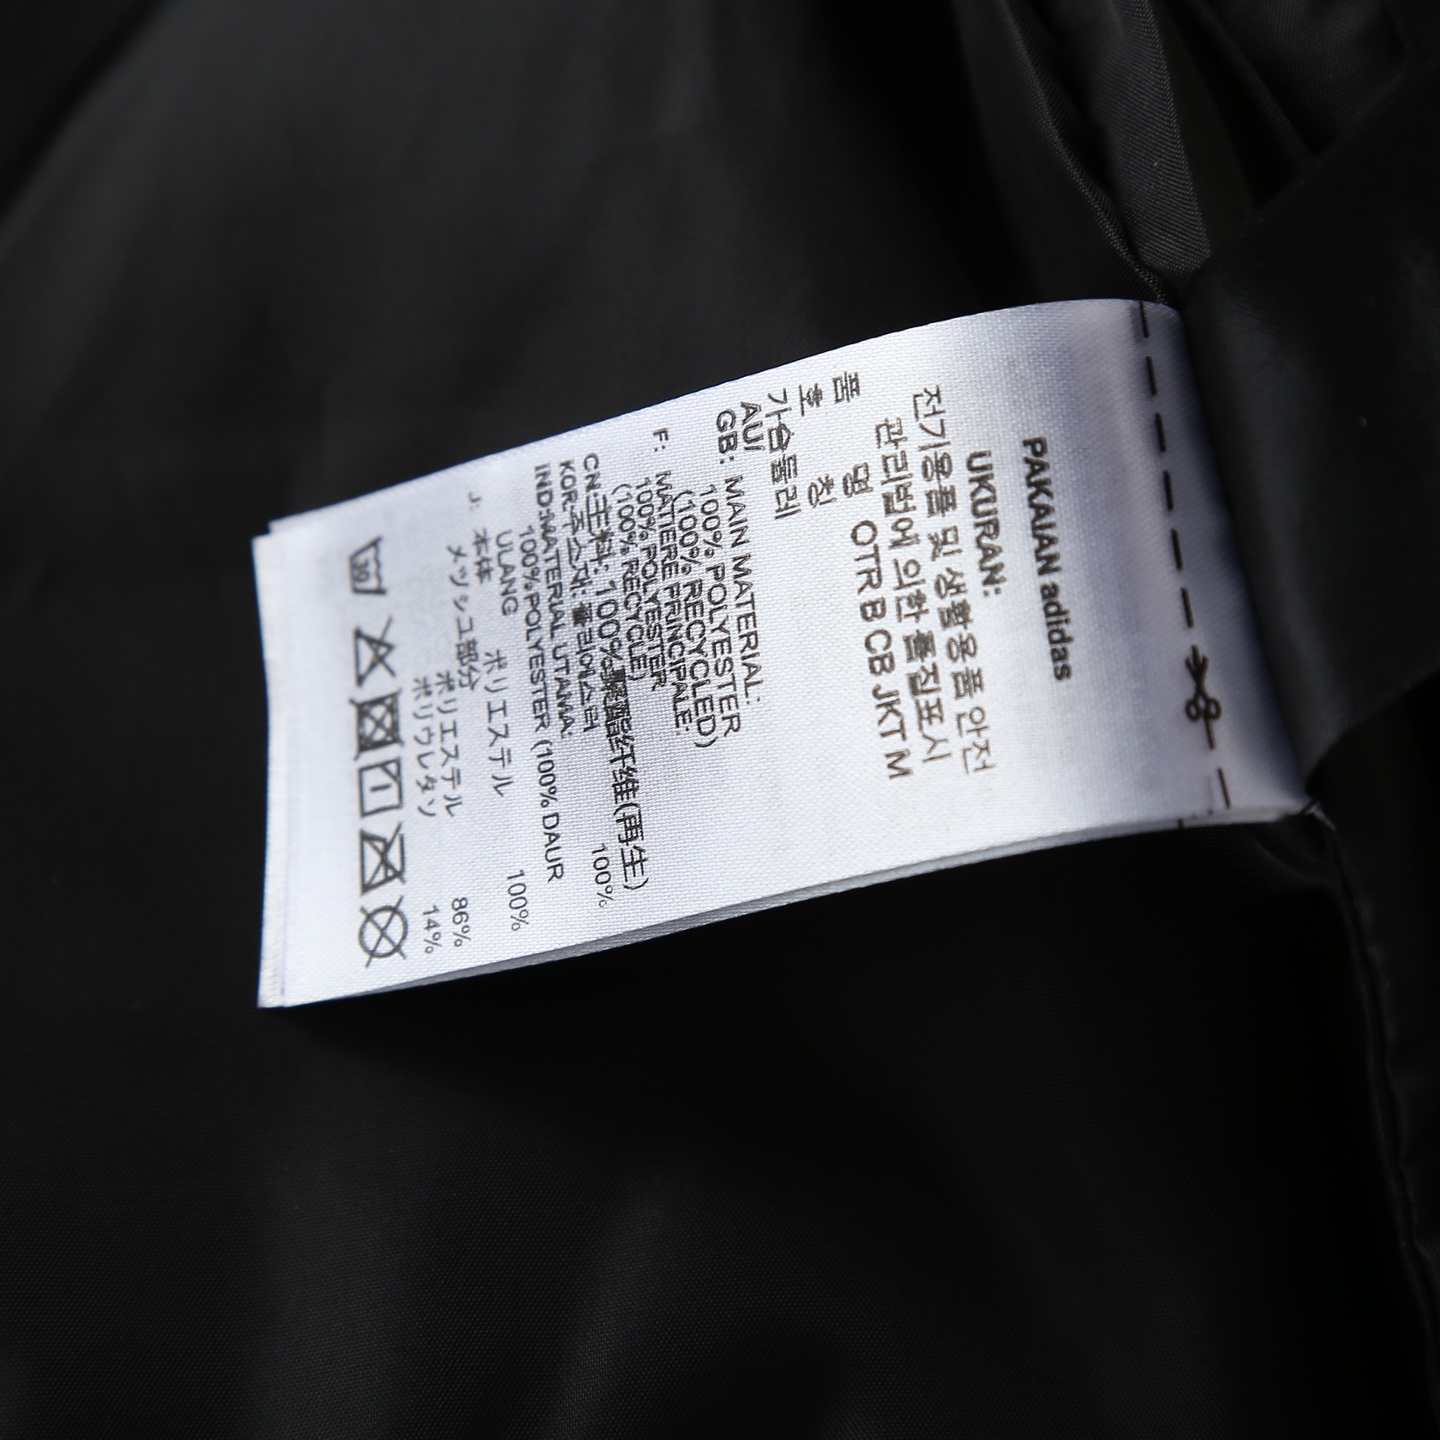 PAKAIAN adidas
UKURAN:
전기용품 및 생활용품 안전
관리법에 의한 품질표시
품 명 OTR B CB JKT M
호 칭
가슴둘레
AU/
GB: MAIN MATERIAL:
100% POLYESTER
(100% RECYCLED)
F: MATIERE PRINCIPALE:
100% POLYESTER
(100% RECYCLE)
CN:主料: 100%聚酯纤维(再生)
KOR:주소재: 폴리에스터 100%
IND:MATERIAL UTAMA:
100%POLYESTER (100% DAUR
ULANG
J: 本体 ポリエステル 100%
メッシュ部分 ポリエステル 86%
ポリウレタン 14%
30